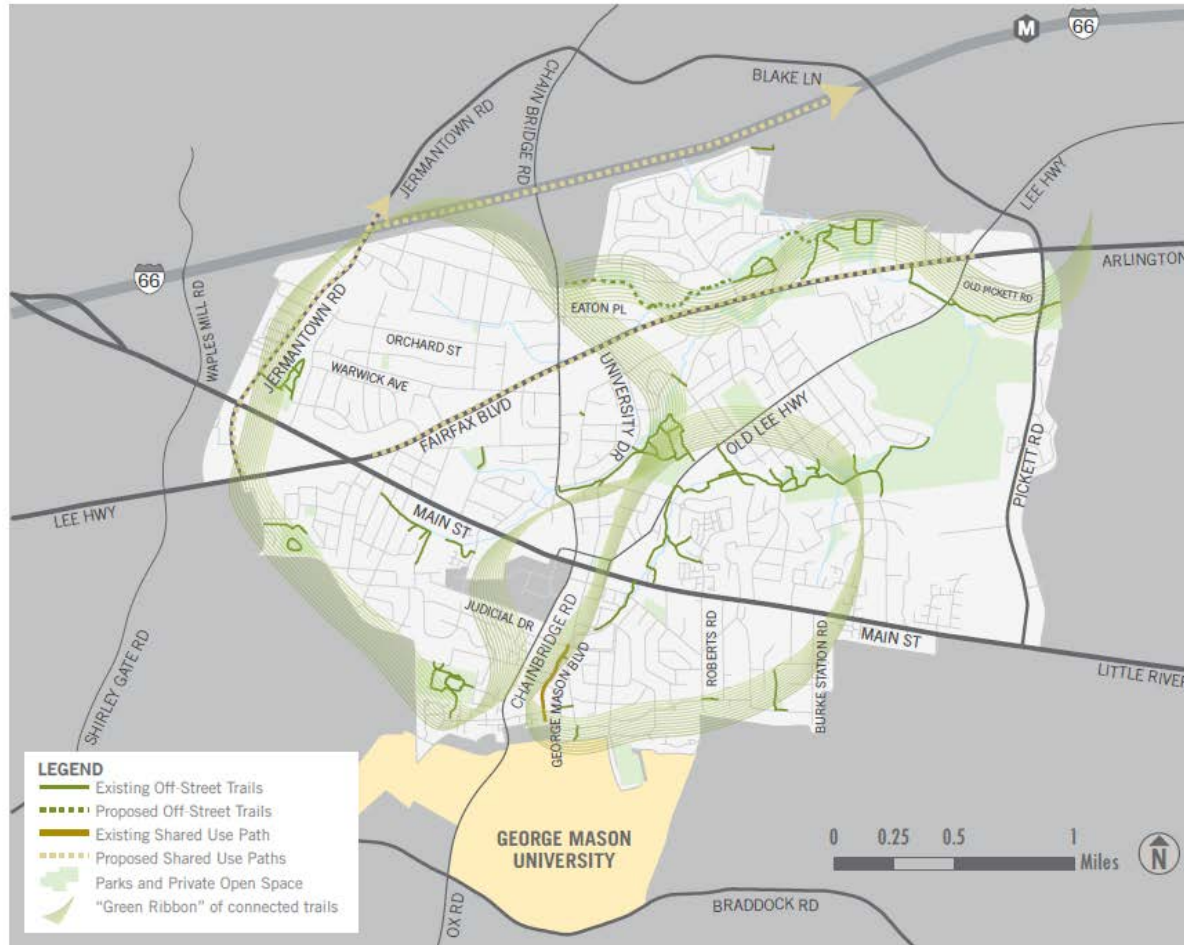 M
66
BLAKE LN
CHAIN BRIDGE RD
JERMANTOWN RD
LEE HWY
66
ARLINGTON
WAPLES MILL RD
JERMANTOWN RD
EATON PL
OLD PICKETT RD
ORCHARD ST
WARWICK AVE
UNIVERSITY DR
FAIRFAX BLVD
OLD LEE HWY
PICKETT RD
LEE HWY
MAIN ST
JUDICIAL DR
CHAINBRIDGE RD
GEORGE MASON BLVD
ROBERTS RD
BURKE STATION RD
MAIN ST
LITTLE RIVER
SHIRLEY GATE RD
LEGEND
Existing Off-Street Trails
Proposed Off-Street Trails
Existing Shared Use Path
Proposed Shared Use Paths
Parks and Private Open Space
"Green Ribbon" of connected trails
GEORGE MASON
UNIVERSITY
0 0.25 0.5 1
Miles
N
OX RD
BRADDOCK RD